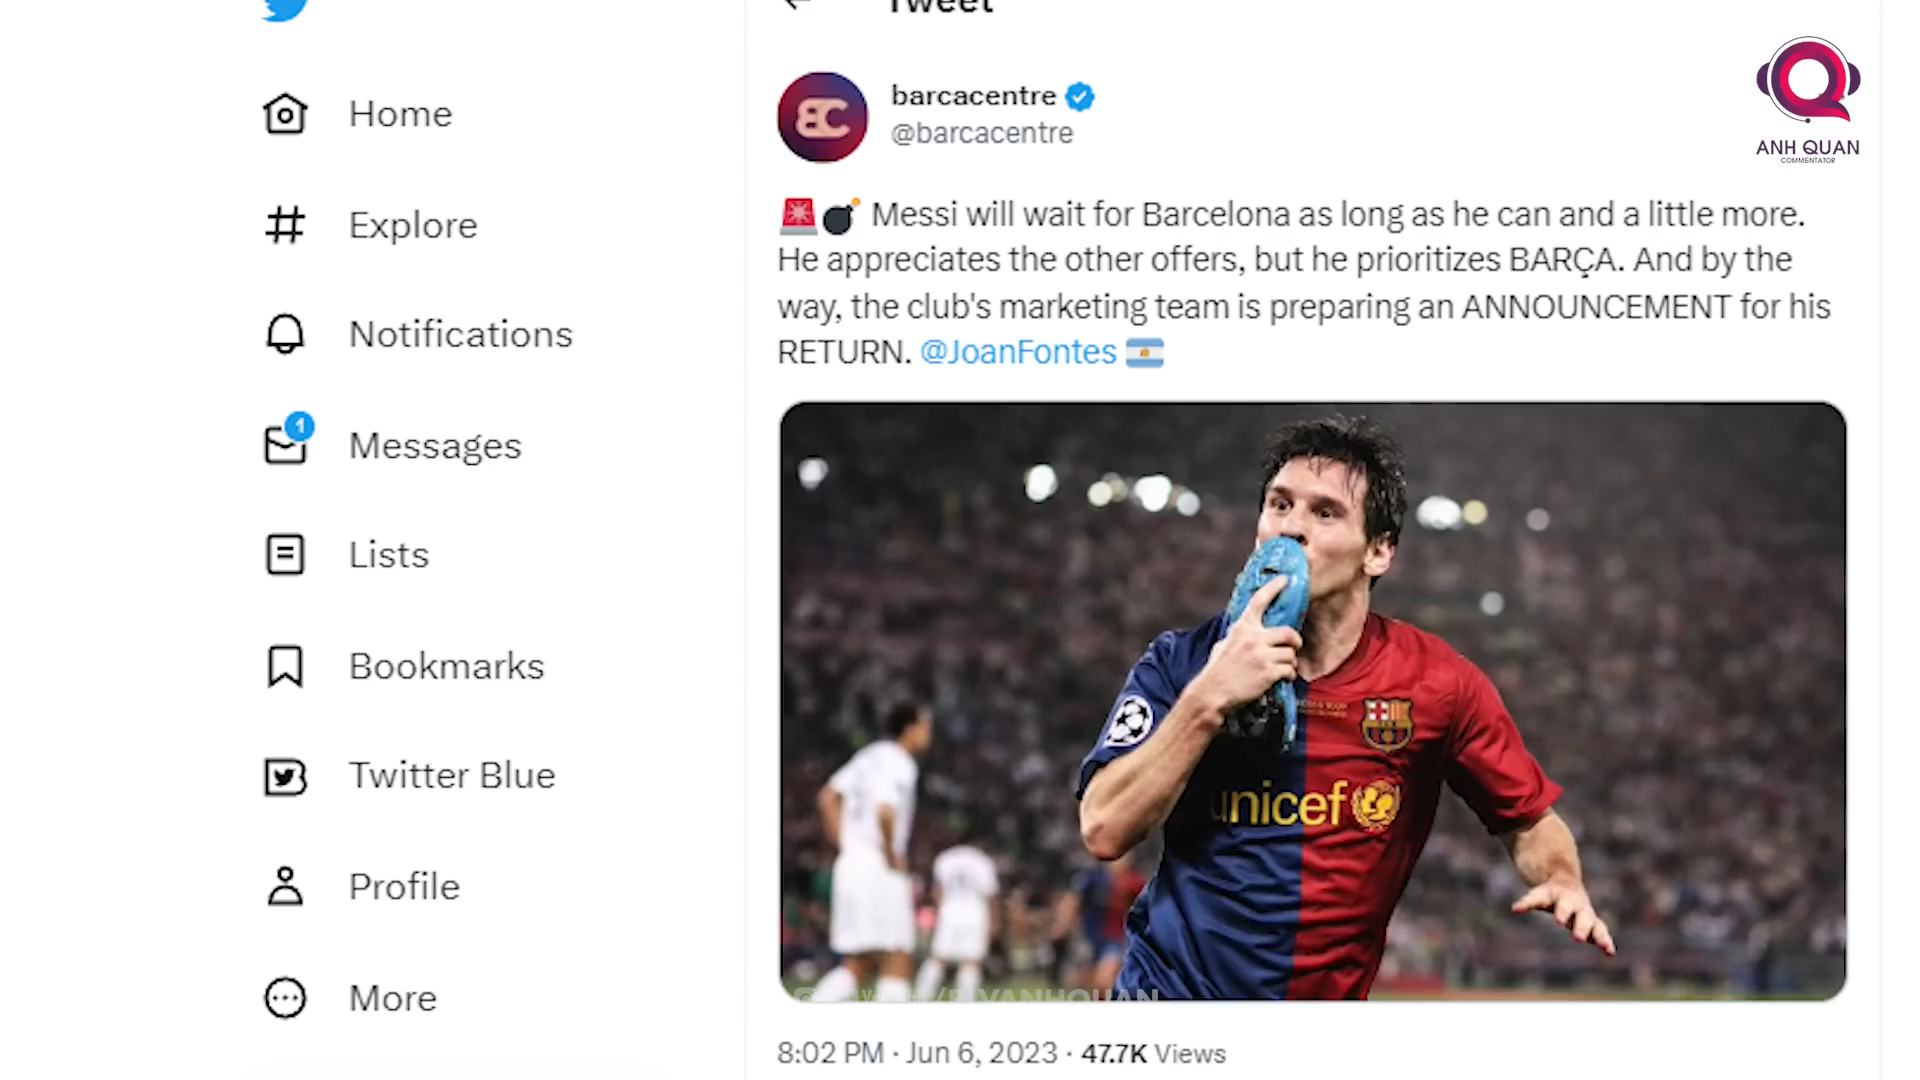 Tweet
Home
Explore
Notifications
1
Messages
Lists
Bookmarks
Twitter Blue
Profile
More
barcacentre
@barcacentre
BC
ANH QUAN
COMMENTATOR
Messi will wait for Barcelona as long as he can and a little more.
He appreciates the other offers, but he prioritizes BARÇA. And by the
way, the club's marketing team is preparing an ANNOUNCEMENT for his
RETURN. @JoanFontes
unicef
8:02 PM · Jun 6, 2023 · 47.7K Views